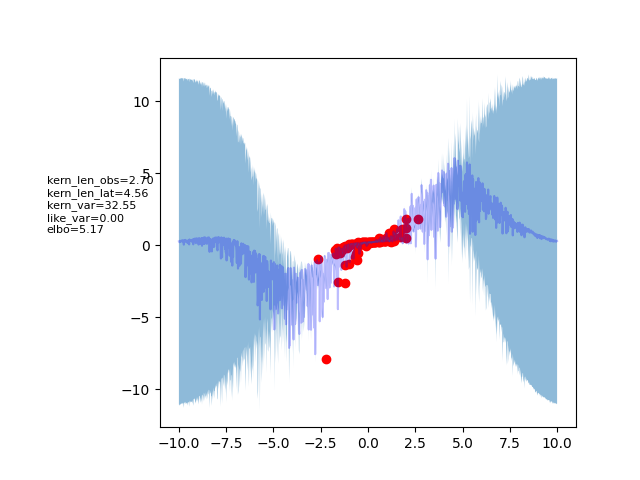 10
5
0
−5
−10
kern_len_obs=2.70
kern_len_lat=4.56
kern_var=32.55
like_var=0.00
elbo=5.17
−10.0 −7.5 −5.0 −2.5 0.0 2.5 5.0 7.5 10.0